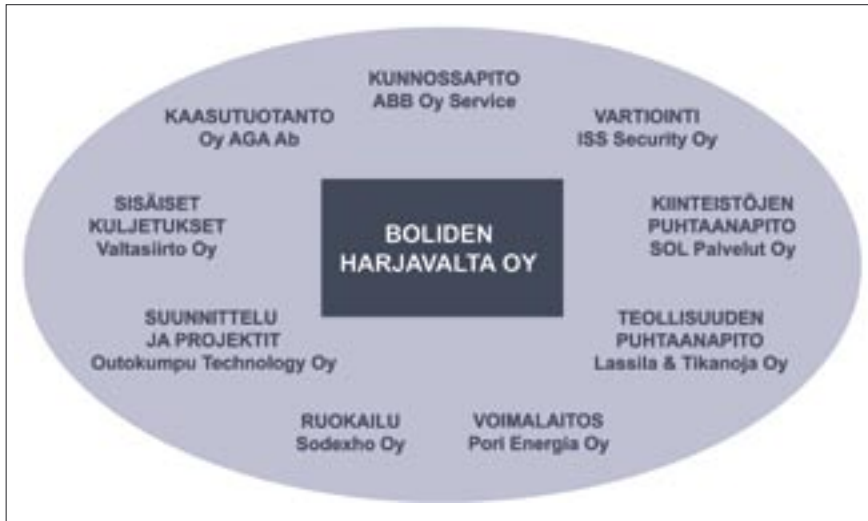 KUNNOSSAPITO
ABB Oy Service
KAASUTUOTANTO
Oy AGA Ab
VARTIOINTI
ISS Security Oy
SISÄISET
KULJETUKSET
Valtasiirto Oy
BOLIDEN
HARJAVALTA OY
KIINTEISTÖJEN
PUHTAANAPITO
SOL Palvelut Oy
SUUNNITTELU
JA PROJEKTIT
Outokumpu Technology Oy
TEOLLISUUDEN
PUHTAANAPITO
Lassila & Tikanoja Oy
RUOKAILU
Sodexho Oy
VOIMALAITOS
Pori Energia Oy